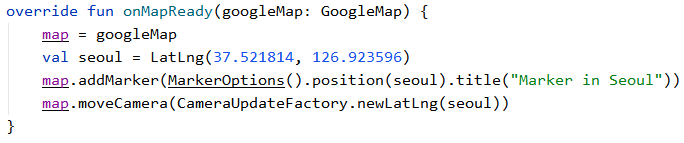 override fun onMapReady(googleMap: GoogleMap) {
    map = googleMap
    val seoul = LatLng(37.521814, 126.923596)
    map.addMarker(MarkerOptions().position(seoul).title("Marker in Seoul"))
    map.moveCamera(CameraUpdateFactory.newLatLng(seoul))
}